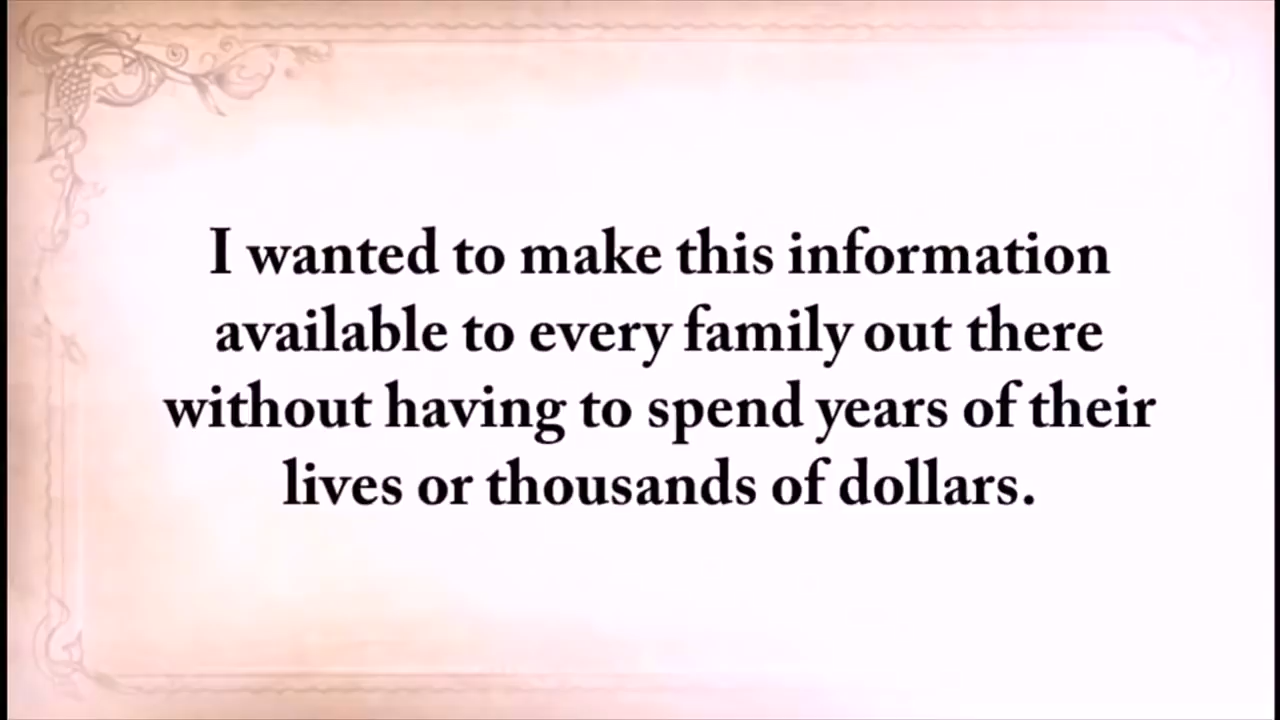 I wanted to make this information
available to every family out there
without having to spend years of their
lives or thousands of dollars.